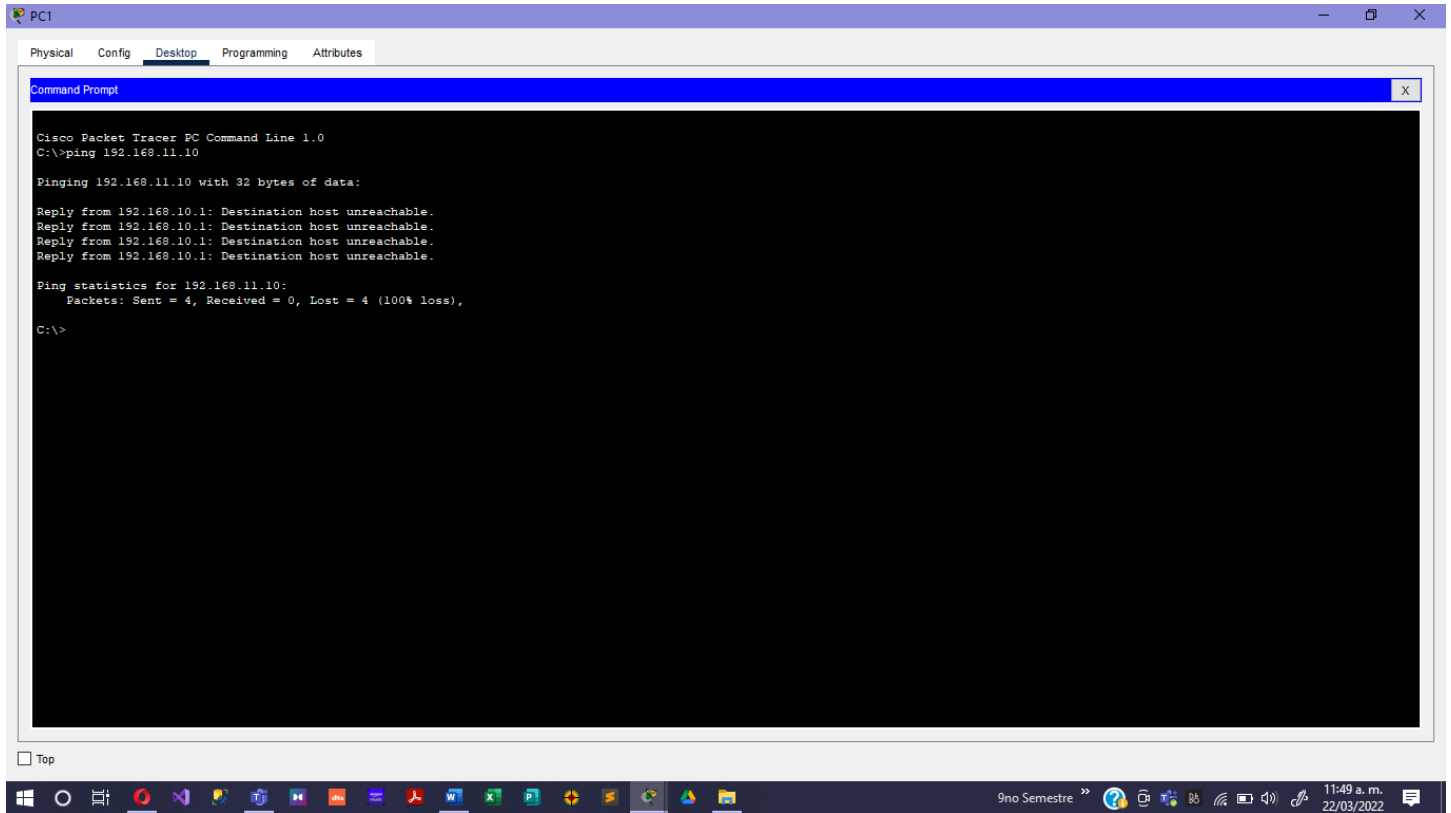 PC1
Physical Config Desktop Programming Attributes
Command Prompt
X
Cisco Packet Tracer PC Command Line 1.0
C:\>ping 192.168.11.10
Pinging 192.168.11.10 with 32 bytes of data:
Reply from 192.168.10.1: Destination host unreachable.
Reply from 192.168.10.1: Destination host unreachable.
Reply from 192.168.10.1: Destination host unreachable.
Reply from 192.168.10.1: Destination host unreachable.
Ping statistics for 192.168.11.10:
Packets: Sent = 4, Received = 0, Lost = 4 (100% loss),
C:\>
Top
9no Semestre
11:49 a. m.
22/03/2022